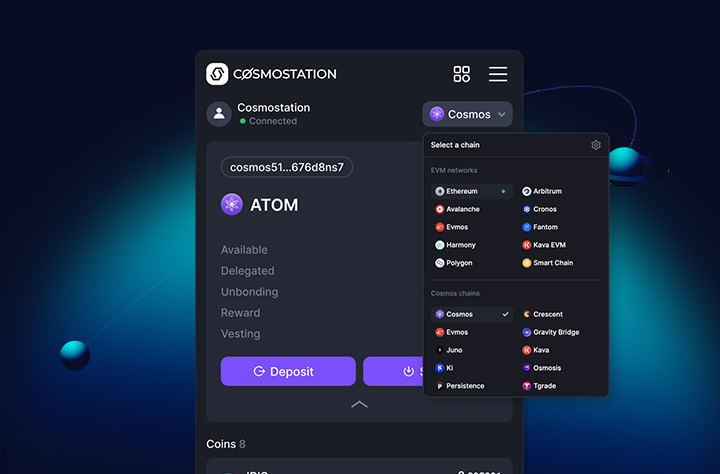 CØSMOSTATION
Cosmostation
Connected
Cosmos
Select a chain
cosmos51...676d8ns7
ATOM
Available
Delegated
Unbonding
Reward
Vesting
Deposit
Coins 8
EVM networks
Ethereum Arbitrum
Avalanche Cronos
Evmos Fantom
Harmony Kava EVM
Polygon Smart Chain
Cosmos chains
Cosmos Crescent
Evmos Gravity Bridge
Juno Kava
Ki Osmosis
Persistence Tgrade